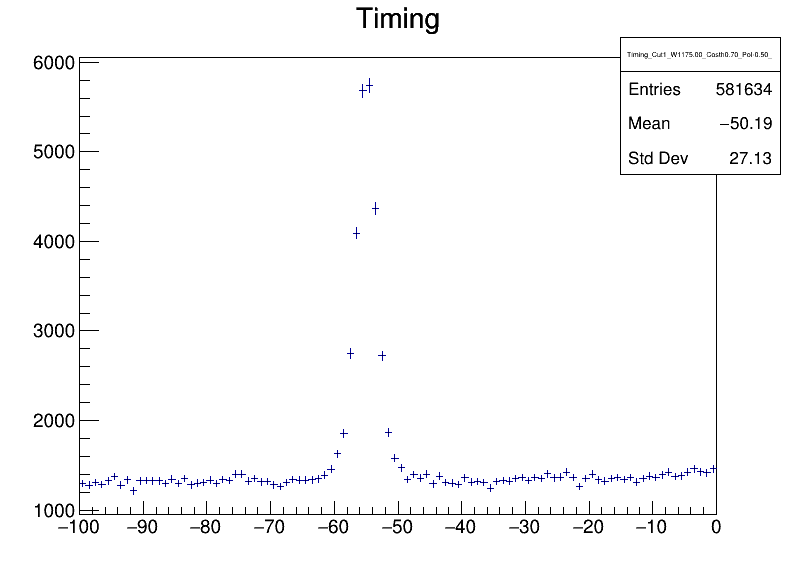 Timing
Timing_Cut1_W1175.00_Costh0.70_Pol-0.50_
Entries 581634
Mean −50.19
Std Dev 27.13
6000
5000
4000
3000
2000
1000
−100 −90 −80 −70 −60 −50 −40 −30 −20 −10 0